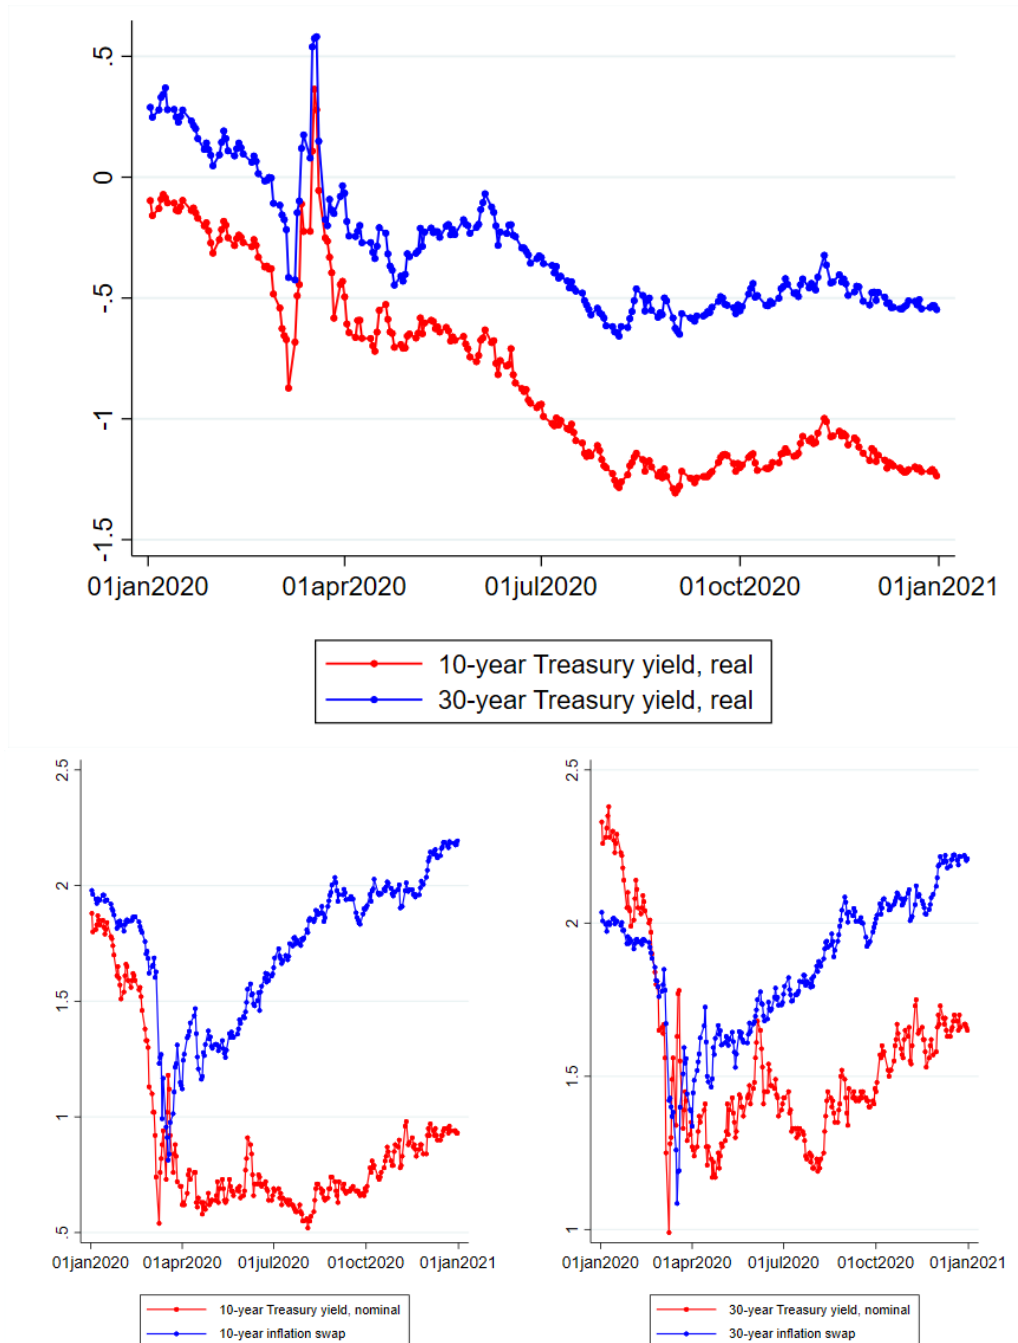 .5
0
-.5
-1
-1.5
01jan2020 01apr2020 01jul2020 01oct2020 01jan2021
10-year Treasury yield, real
30-year Treasury yield, real
2.5
2
1.5
1
.5
01jan2020 01apr2020 01jul2020 01oct2020 01jan2021
10-year Treasury yield, nominal
10-year inflation swap
2.5
2
1.5
1
01jan2020 01apr2020 01jul2020 01oct2020 01jan2021
30-year Treasury yield, nominal
30-year inflation swap